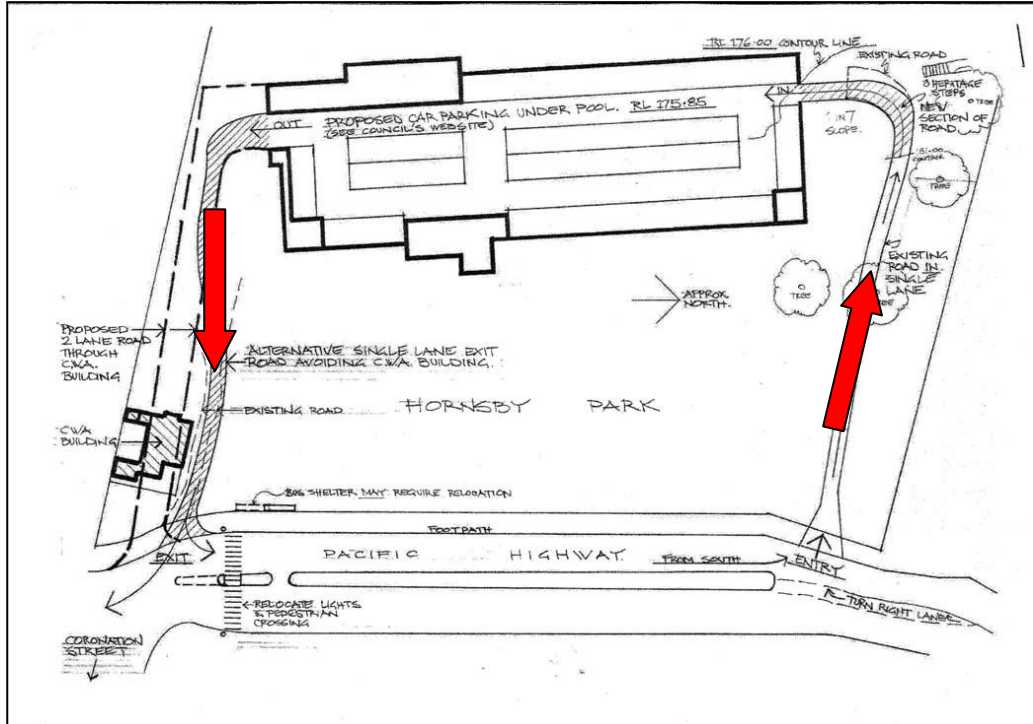 RL 176.00 CONTOUR LINE
EXISTING ROAD
HERITAGE
STEPS
TREE
NEW
SECTION OF
ROAD
IN
1 IN 7
SLOPE.
OUT
PROPOSED CAR PARKING UNDER POOL. RL 175.85
(SEE COUNCIL'S WEBSITE)
CONTOUR
TREE
EXISTING
ROAD IN.
SINGLE
LANE
TREE
APPROX
NORTH.
PROPOSED
2 LANE ROAD
THROUGH
C.W.A.
BUILDING
ALTERNATIVE SINGLE LANE EXIT
ROAD AVOIDING C.W.A. BUILDING.
EXISTING ROAD
HORNSBY PARK
CWA
BUILDING
BUS SHELTER MAY REQUIRE RELOCATION
FOOTPATH
EXIT
PACIFIC HIGHWAY
FROM SOUTH
ENTRY
TURN RIGHT LANE
RELOCATE LIGHTS
& PEDESTRIAN
CROSSING
CORONATION
STREET